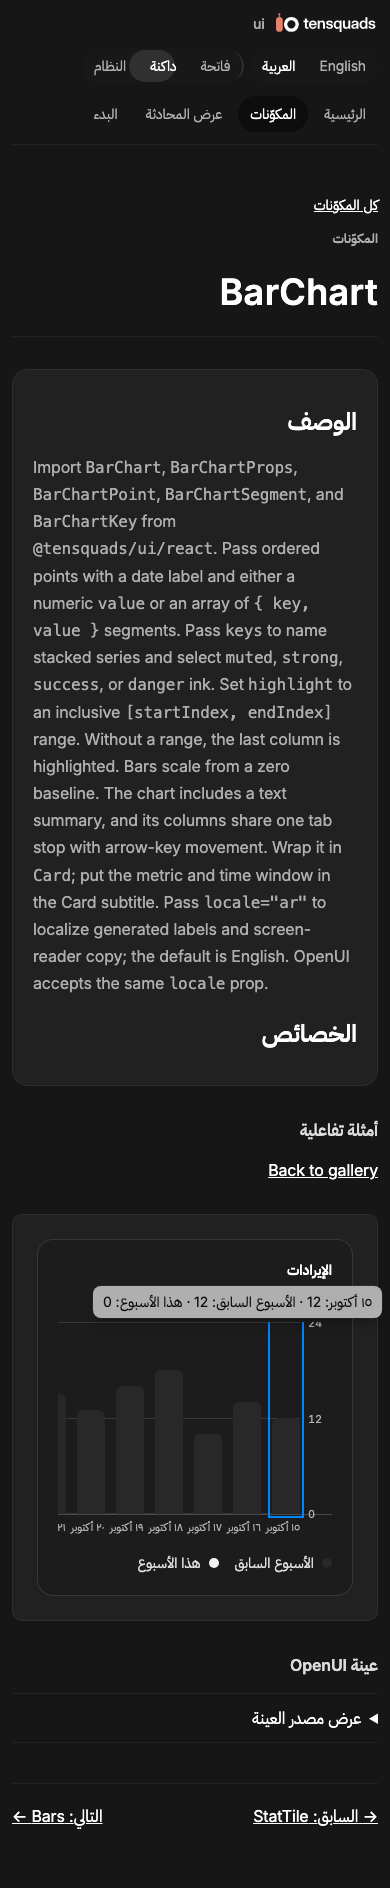 tensquads ui
English العربية فاتحة داكنة النظام
الرئيسية المكوّنات عرض المحادثة البدء
كل المكوّنات
المكوّنات
BarChart
الوصف
Import BarChart, BarChartProps,
BarChartPoint, BarChartSegment, and
BarChartKey from
@tensquads/ui/react. Pass ordered
points with a date label and either a
numeric value or an array of { key,
value } segments. Pass keys to name
stacked series and select muted, strong,
success, or danger ink. Set highlight to
an inclusive [startIndex, endIndex]
range. Without a range, the last column is
highlighted. Bars scale from a zero
baseline. The chart includes a text
summary, and its columns share one tab
stop with arrow-key movement. Wrap it in
Card; put the metric and time window in
the Card subtitle. Pass locale="ar" to
localize generated labels and screen-
reader copy; the default is English. OpenUI
accepts the same locale prop.
الخصائص
أمثلة تفاعلية
Back to gallery
الإيرادات
١٥ أكتوبر: 12 · الأسبوع السابق: 12 · هذا الأسبوع: 0
24
12
0
١٥ أكتوبر ١٦ أكتوبر ١٧ أكتوبر ١٨ أكتوبر ١٩ أكتوبر ٢٠ أكتوبر ٢١
الأسبوع السابق هذا الأسبوع
عينة OpenUI
◀ عرض مصدر العينة
→ السابق: StatTile التالي: Bars ←